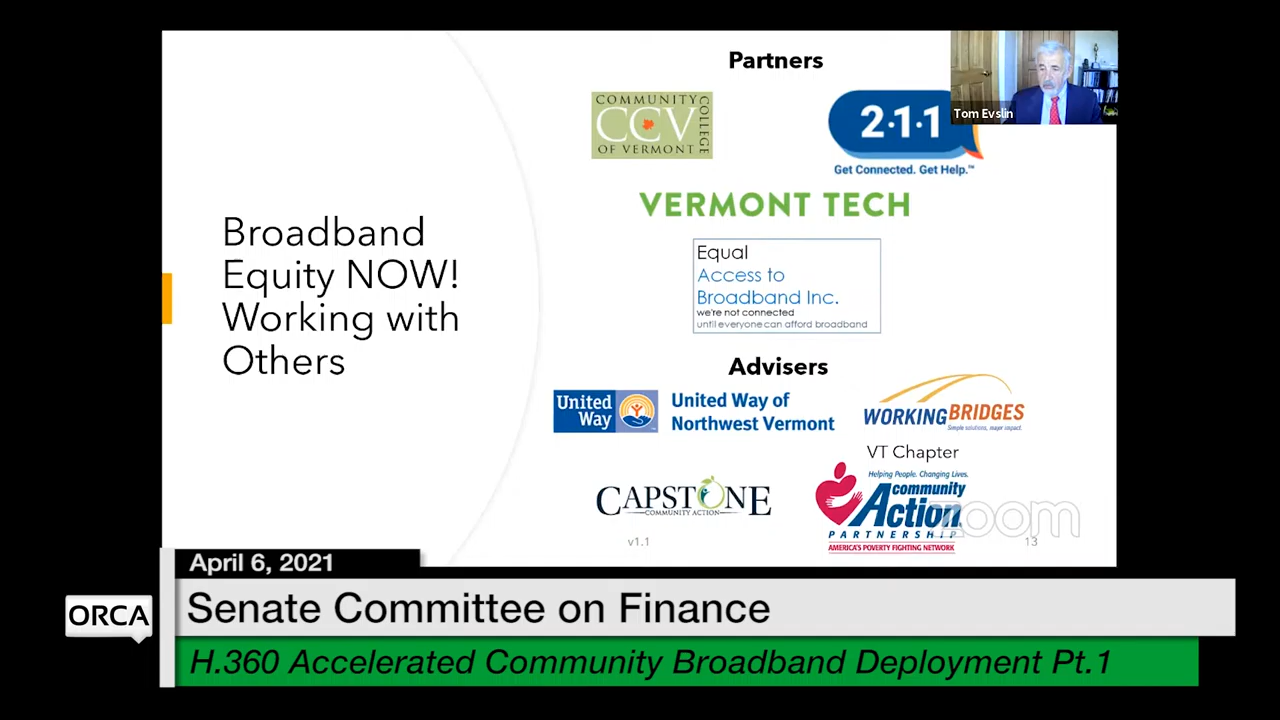 Partners
Tom Evslin
COMMUNITY
COLLEGE
CCV
OF VERMONT
2·1·1
Get Connected. Get Help.™
VERMONT TECH
Broadband
Equity NOW!
Working with
Others
Equal
Access to
Broadband Inc.
we're not connected
until everyone can afford broadband
Advisers
United
Way
United Way of
Northwest Vermont
WORKINGBRIDGES
Simple solutions, major impact.
VT Chapter
Helping People. Changing Lives.
community
Action
PARTNERSHIP
AMERICA'S POVERTY FIGHTING NETWORK
CAPSTONE
COMMUNITY ACTION
zoom
v1.1
13
April 6, 2021
ORCA
Senate Committee on Finance
H.360 Accelerated Community Broadband Deployment Pt.1